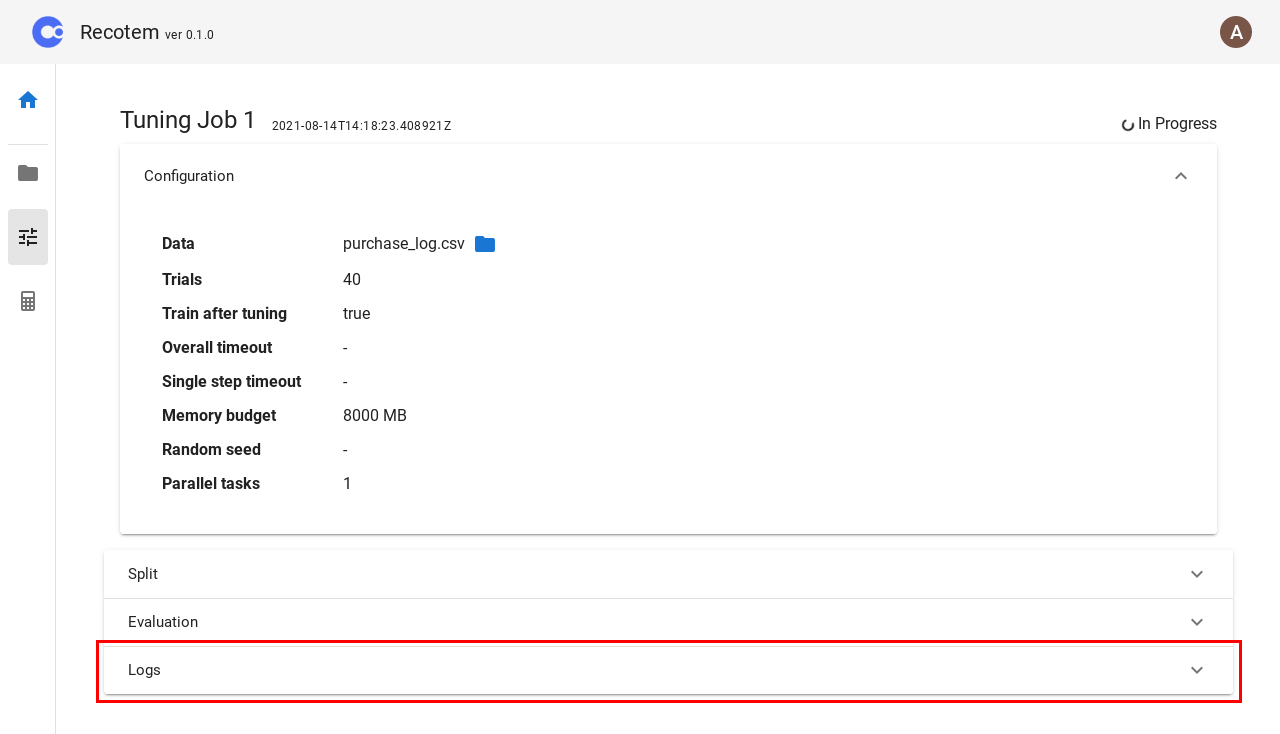 Recotem ver 0.1.0
A
Tuning Job 1 2021-08-14T14:18:23.408921Z
In Progress
Configuration
Data purchase_log.csv
Trials 40
Train after tuning true
Overall timeout -
Single step timeout -
Memory budget 8000 MB
Random seed -
Parallel tasks 1
Split
Evaluation
Logs